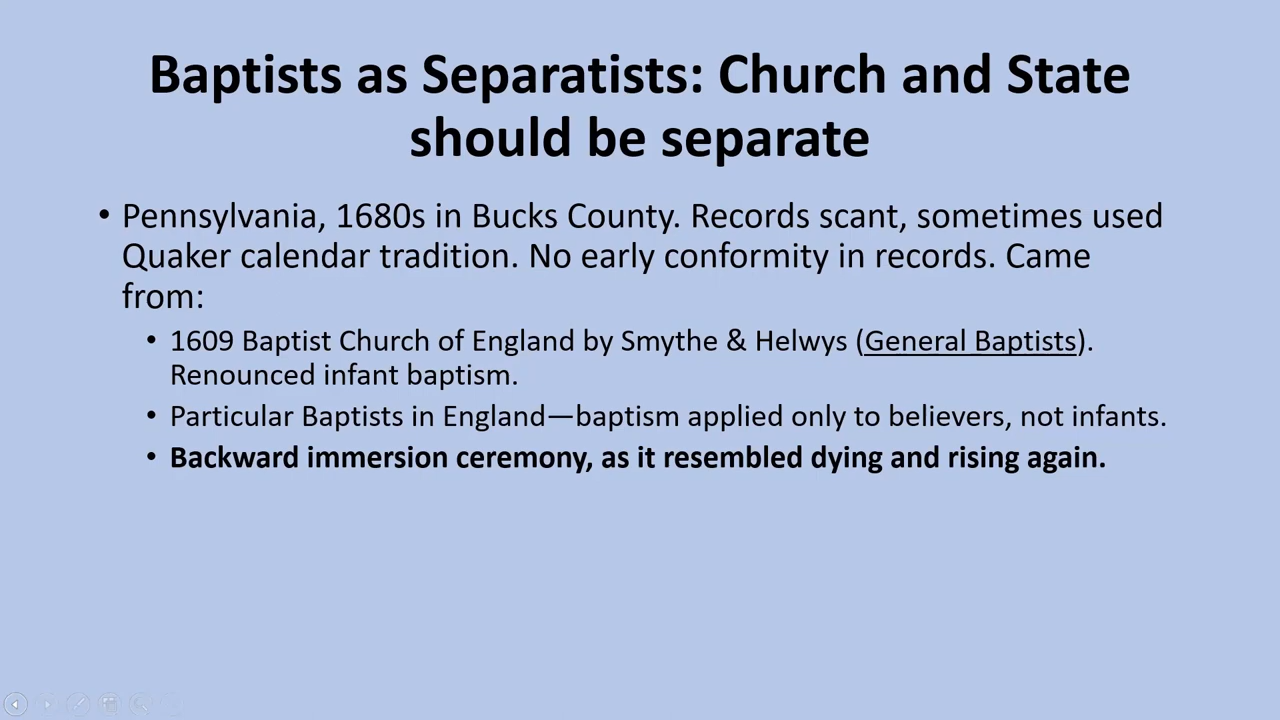 Baptists as Separatists: Church and State
should be separate
• Pennsylvania, 1680s in Bucks County. Records scant, sometimes used
Quaker calendar tradition. No early conformity in records. Came
from:
• 1609 Baptist Church of England by Smythe & Helwys (General Baptists).
Renounced infant baptism.
• Particular Baptists in England—baptism applied only to believers, not infants.
• Backward immersion ceremony, as it resembled dying and rising again.